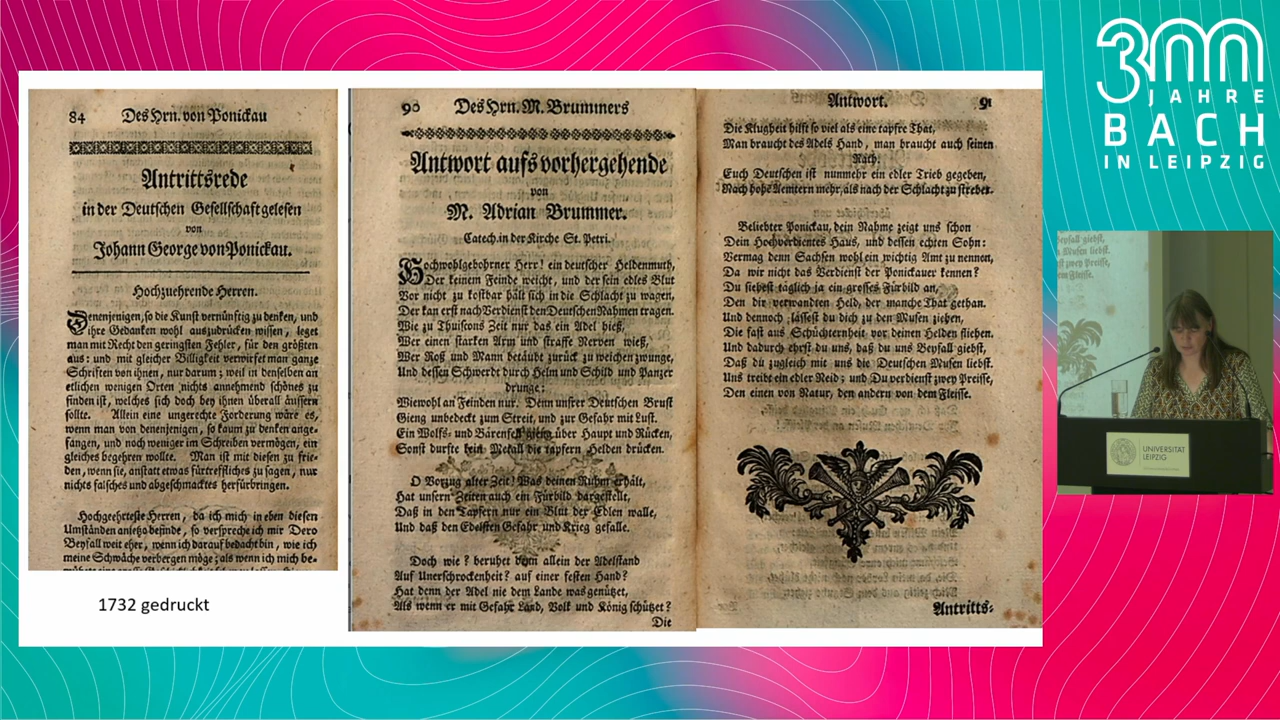 84 Des Hrn. von Ponickau
Antrittsrede
in der Deutschen Gesellschaft gelesen
von
Johann George von Ponickau.
Hochzuehrende Herren.
Denenjenigen, so die Kunst vernünftig zu denken, und
ihre Gedanken wohl auszudrücken wissen, leget
man mit Recht den geringsten Fehler, für den größten
aus: und mit gleicher Billigkeit verwirfet man ganze
Schriften von ihnen, nur darum; weil in denselben an
etlichen wenigen Orten nichts annehmend schönes zu
finden ist, welches sich doch bey ihnen überall äussern
sollte. Allein eine ungerechte Forderung wäre es,
wenn man von denenjenigen, so kaum zu denken ange-
fangen, und noch weniger im Schreiben vermögen, ein
gleiches begehren wollte. Man ist mit diesen zu frie-
den, wenn sie, anstatt etwas fürtreffliches zu sagen, nur
nichts falsches und abgeschmacktes herfürbringen.
Hochgeehrteste Herren, da ich mich in eben diesen
Umständen anietzo befinde, so verspreche ich mir Dero
Beyfall weit eher, wenn ich darauf bedacht bin, wie ich
meine Schwäche verbergen möge; als wenn ich mich be-
1732 gedruckt
90 Des Hrn. M. Brummers
Antwort aufs vorhergehende
von
M. Adrian Brummer.
Catech. in der Kirche St. Petri.
Hochwohlgebohrner Herr! ein deutscher Heldenmuth,
Der keinem Feinde weicht, und der sein edles Blut
Vor nicht zu kostbar hält sich in die Schlacht zu wagen,
Der kan erst nach Verdienst den Deutschen Nahmen tragen.
Wie zu Thuiscons Zeit nur das ein Adel hieß,
Wer einen starken Arm und straffe Nerven wieß,
Wer Roß und Mann betäubt zurück zu weichen zwunge,
Und dessen Schwerdt durch Helm und Schild und Panzer
drunge:
Wiewohl an Feinden nur. Denn unsrer Deutschen Brust
Gieng unbedeckt zum Streit, und zur Gefahr mit Lust.
Ein Wolfs- und Bärenfell gieng über Haupt und Rücken,
Sonst durfte kein Metall die tapfern Helden drücken.
O Vorzug alter Zeit! Was deinen Ruhm erhält,
Hat unsern Zeiten auch ein Fürbild dargestellt,
Daß in den Tapfern nur ein Blut der Edlen walle,
Und daß den Edelsten Gefahr und Krieg gefalle.
Doch wie? beruhet denn allein der Adelstand
Auf Unerschrockenheit? auf einer festen Hand?
Hat denn der Adel nie dem Lande was genützet,
Als wenn er mit Gefahr Land, Volk und König schützet?
Die
Antwort. 91
Die Klugheit hilft so viel als eine tapfre That,
Man braucht des Adels Hand, man braucht auch seinen
Rath.
Euch Deutschen ist nunmehr ein edler Trieb gegeben,
Nach hohe Aemtern mehr, als nach der Schlacht zu streben.
Beliebter Ponickau, dein Nahme zeigt uns schon
Dein Hochverdientes Haus, und dessen echten Sohn:
Vermag denn Sachsen wohl ein wichtig Amt zu nennen,
Da wir nicht das Verdienst der Ponickauer kennen?
Du siehest täglich ja ein grosses Fürbild an,
Den dir verwandten Held, der manche That gethan.
Und dennoch lässest du dich zu den Musen ziehen,
Die fast aus Schüchternheit vor deinen Helden fliehen.
Und dadurch ehrst du uns, daß du uns Beyfall giebst,
Daß du zugleich mit uns die Deutschen Musen liebst.
Uns treibt ein edler Neid; und Du verdienst zwey Preisse,
Den einen von Natur, den andern von dem Fleisse.
Antritts-
300
JAHRE
BACH
IN LEIPZIG
Beyfall giebst,
n Musen liebst.
st zwey Preisse,
dem Fleisse.
UNIVERSITÄT
LEIPZIG